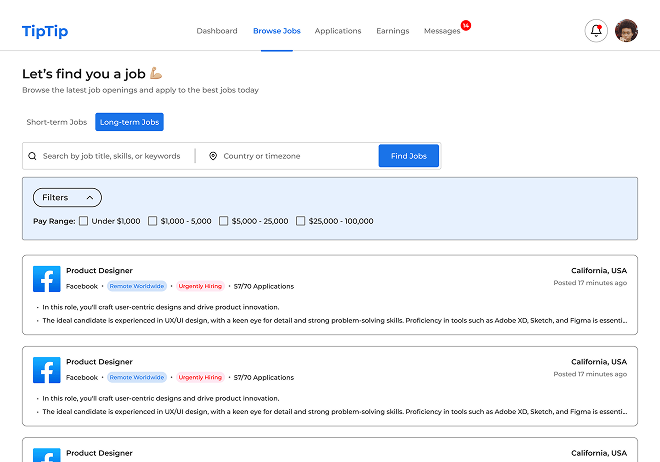 TipTip
Dashboard Browse Jobs Applications Earnings Messages 14
Let's find you a job 💪🏼
Browse the latest job openings and apply to the best jobs today
Short-term Jobs Long-term Jobs
Search by job title, skills, or keywords Country or timezone Find Jobs
Filters
Pay Range: Under $1,000 $1,000 - 5,000 $5,000 - 25,000 $25,000 - 100,000
Product Designer California, USA
Facebook • Remote Worldwide • Urgently Hiring • 57/70 Applications Posted 17 minutes ago
• In this role, you'll craft user-centric designs and drive product innovation.
• The ideal candidate is experienced in UX/UI design, with a keen eye for detail and strong problem-solving skills. Proficiency in tools such as Adobe XD, Sketch, and Figma is essenti...
Product Designer California, USA
Facebook • Remote Worldwide • Urgently Hiring • 57/70 Applications Posted 17 minutes ago
• In this role, you'll craft user-centric designs and drive product innovation.
• The ideal candidate is experienced in UX/UI design, with a keen eye for detail and strong problem-solving skills. Proficiency in tools such as Adobe XD, Sketch, and Figma is essenti...
Product Designer California, USA